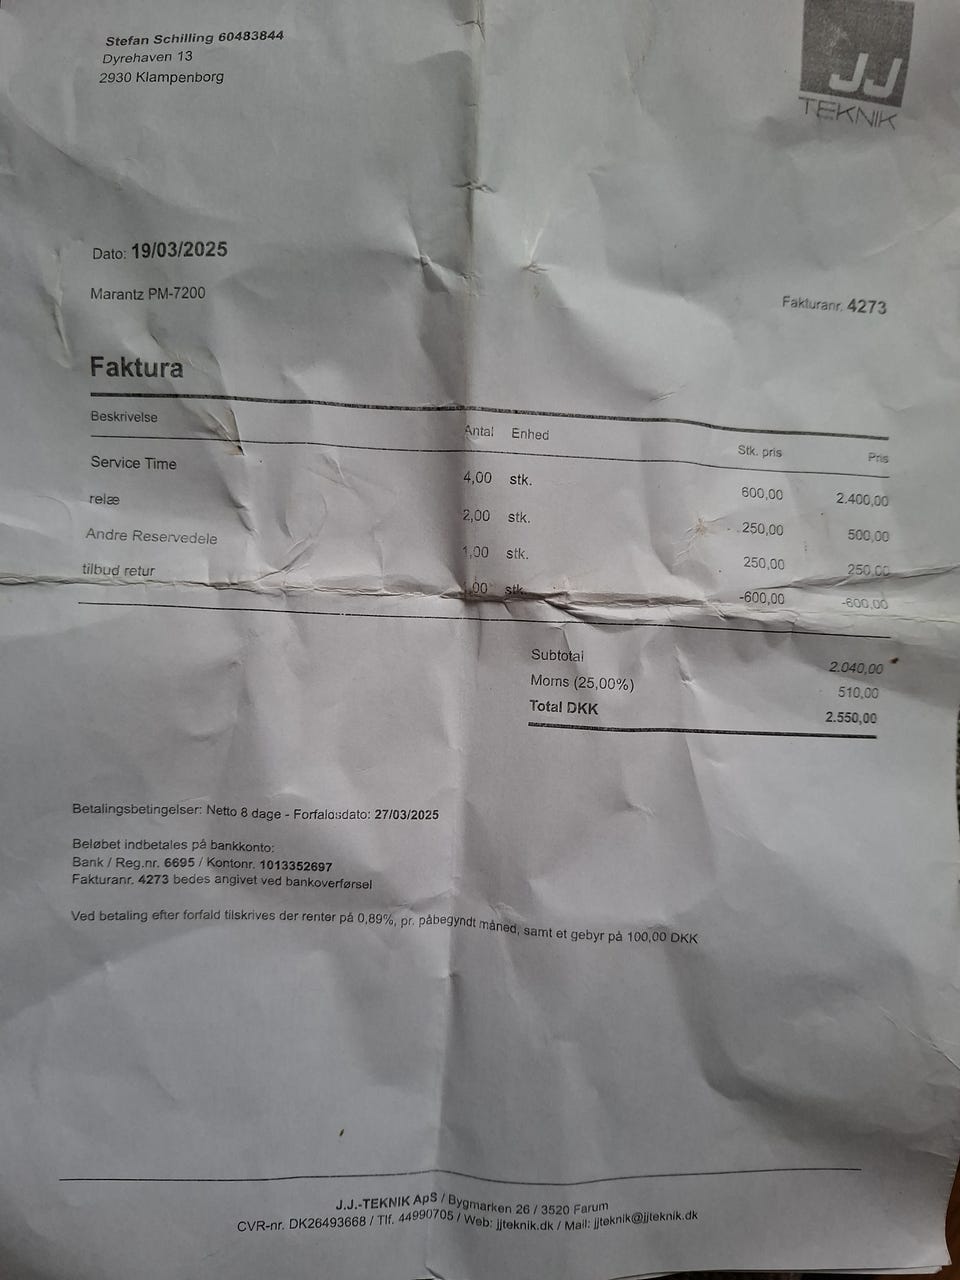 Stefan Schilling 60483844
Dyrehaven 13
2930 Klampenborg
JJ
TEKNIK
Dato: 19/03/2025
Marantz PM-7200
Fakturanr. 4273
Faktura
Beskrivelse Antal Enhed Stk. pris Pris
Service Time 4,00 stk. 600,00 2.400,00
relæ 2,00 stk. 250,00 500,00
Andre Reservedele 1,00 stk. 250,00 250,00
tilbud retur 1,00 stk. -600,00 -600,00
Subtotal 2.040,00
Moms (25,00%) 510,00
Total DKK 2.550,00
Betalingsbetingelser: Netto 8 dage - Forfaldsdato: 27/03/2025
Beløbet indbetales på bankkonto:
Bank / Reg.nr. 6695 / Kontonr. 1013352697
Fakturanr. 4273 bedes angivet ved bankoverførsel
Ved betaling efter forfald tilskrives der renter på 0,89%, pr. påbegyndt måned, samt et gebyr på 100,00 DKK
J.J.-TEKNIK ApS / Bygmarken 26 / 3520 Farum
CVR-nr. DK26493668 / Tlf. 44990705 / Web: jjteknik.dk / Mail: jjteknik@jjteknik.dk